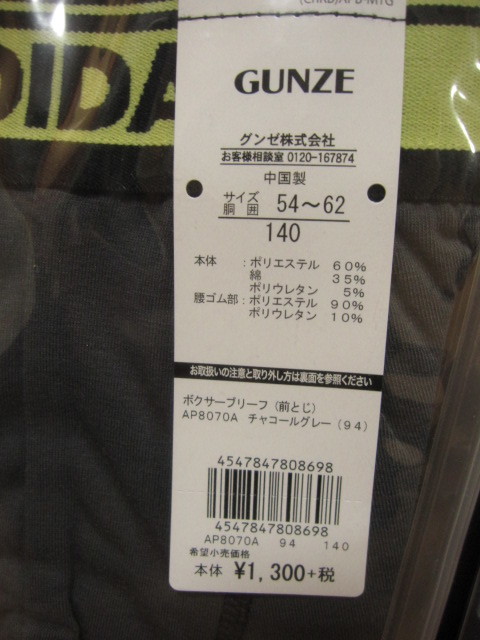 DIDA
GUNZE
グンゼ株式会社
お客様相談室 0120-167874
中国製
サイズ
胴囲 54〜62
140
本体 : ポリエステル 60%
綿 35%
ポリウレタン 5%
腰ゴム部 : ポリエステル 90%
ポリウレタン 10%
お取扱いの注意と取り外し方は裏面を参照ください
ボクサーブリーフ (前とじ)
AP8070A チャコールグレー (94)
4547847808698
4547847808698
AP8070A 94 140
希望小売価格
本体 ¥1,300+税